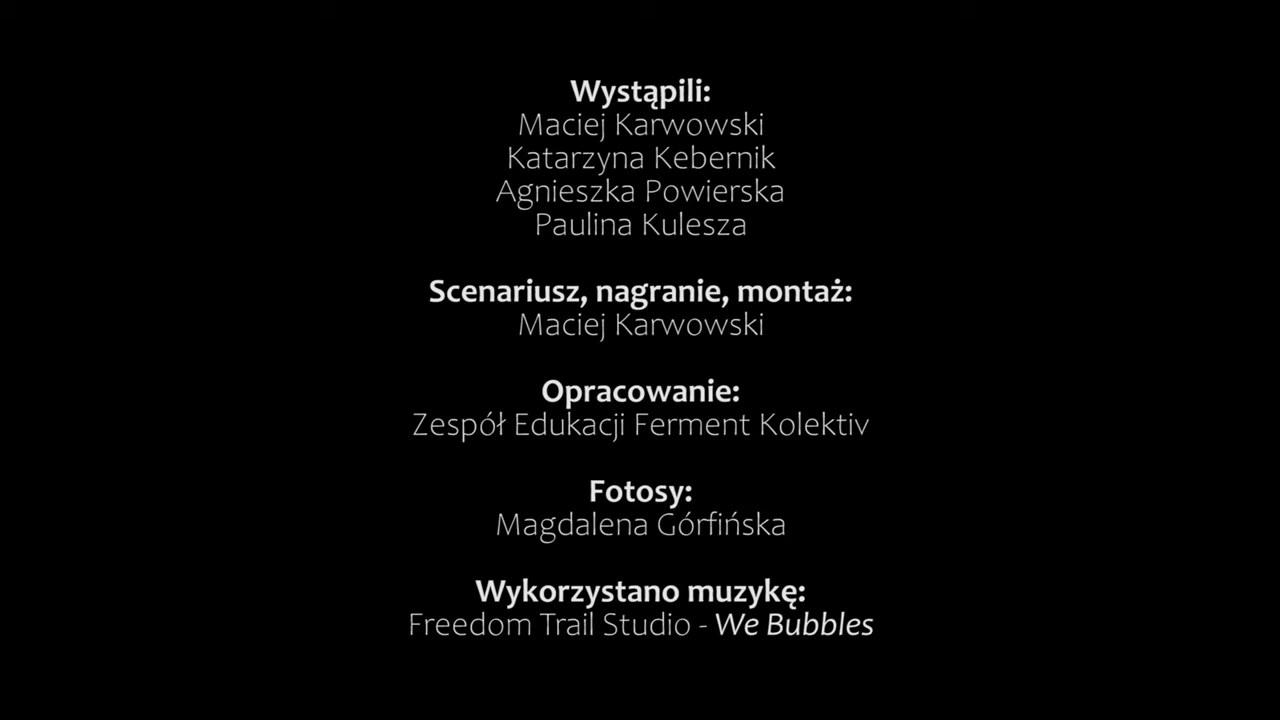 Wystąpili:
Maciej Karwowski
Katarzyna Kebernik
Agnieszka Powierska
Paulina Kulesza
Scenariusz, nagranie, montaż:
Maciej Karwowski
Opracowanie:
Zespół Edukacji Ferment Kolektiv
Fotosy:
Magdalena Górfińska
Wykorzystano muzykę:
Freedom Trail Studio - We Bubbles